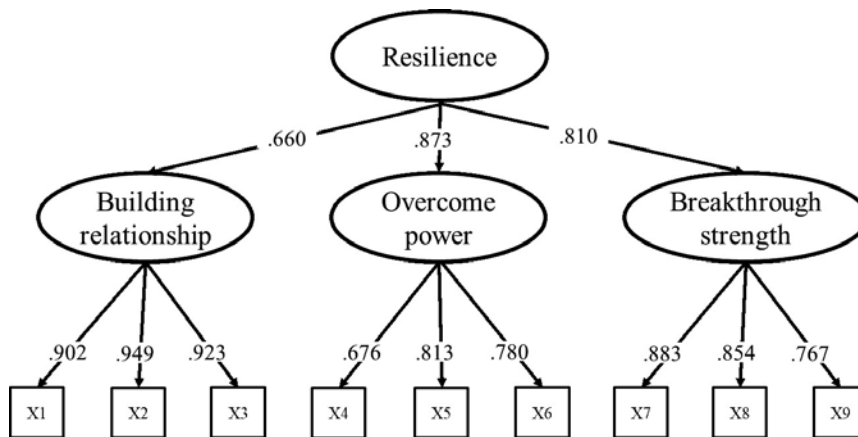 Resilience
.660
.873
.810
Building
relationship
Overcome
power
Breakthrough
strength
.902
.949
.923
.676
.813
.780
.883
.854
.767
X1
X2
X3
X4
X5
X6
X7
X8
X9